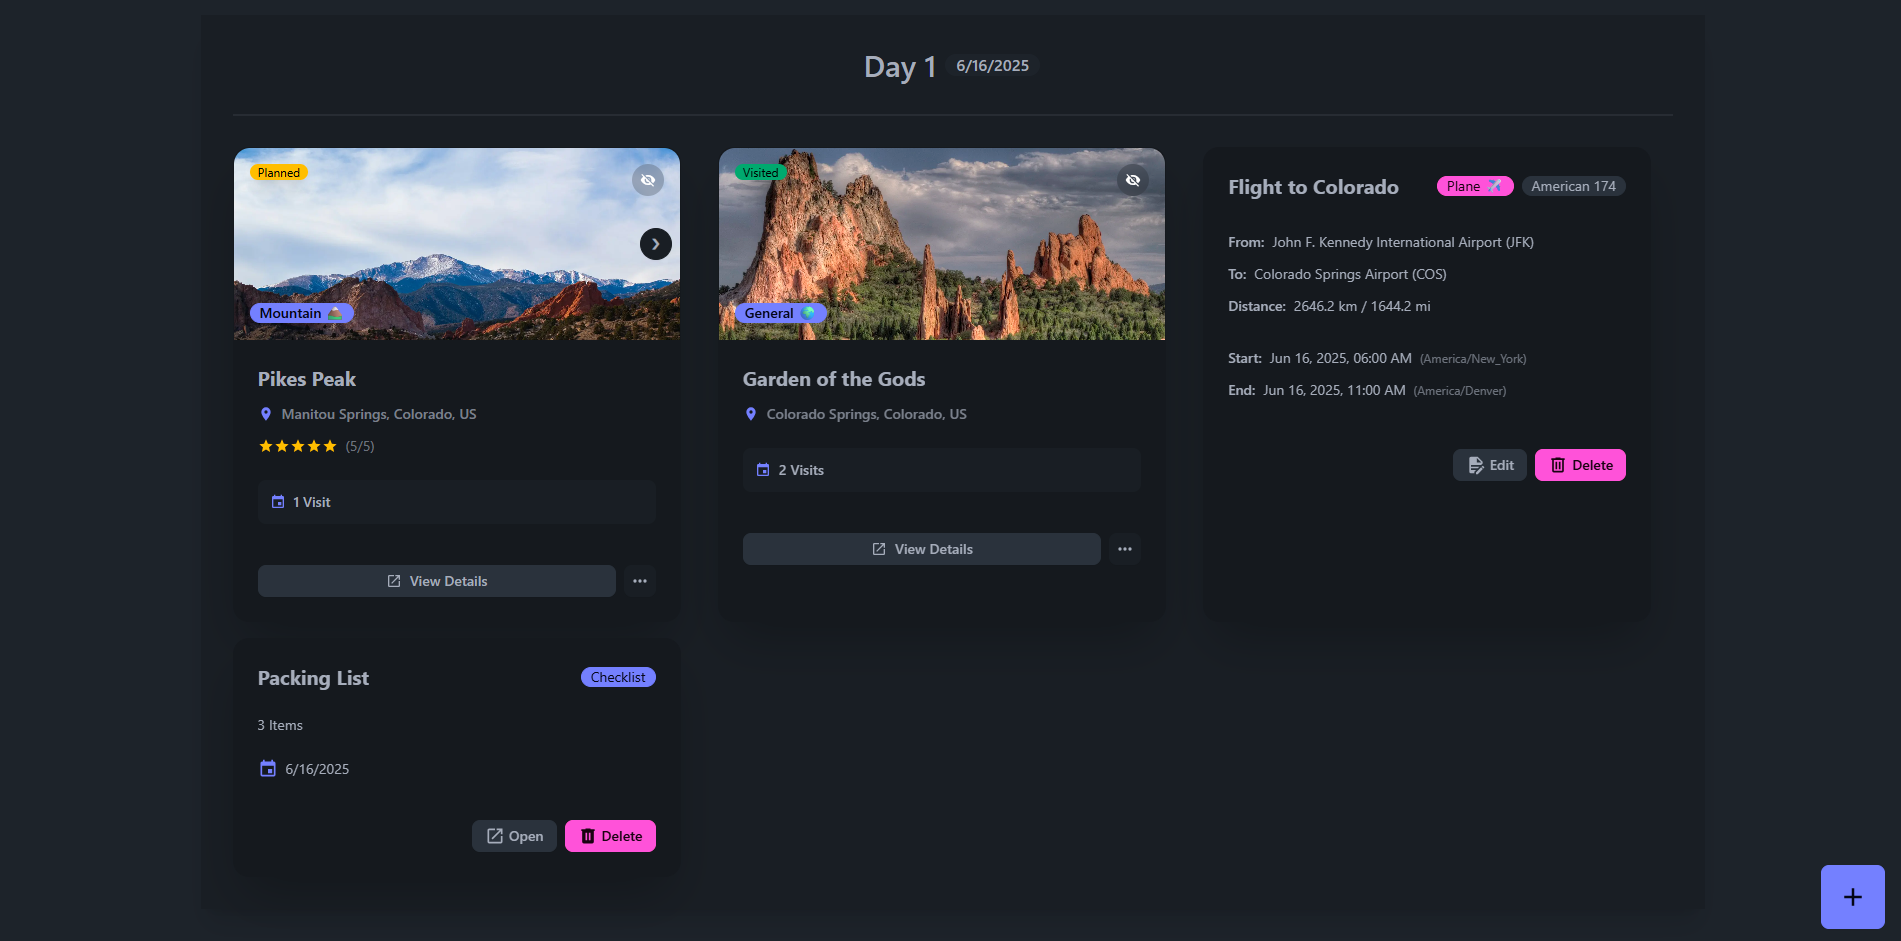 Day 1 6/16/2025
Planned
Mountain
Pikes Peak
Manitou Springs, Colorado, US
(5/5)
1 Visit
View Details
Visited
General
Garden of the Gods
Colorado Springs, Colorado, US
2 Visits
View Details
Flight to Colorado Plane American 174
From: John F. Kennedy International Airport (JFK)
To: Colorado Springs Airport (COS)
Distance: 2646.2 km / 1644.2 mi
Start: Jun 16, 2025, 06:00 AM (America/New_York)
End: Jun 16, 2025, 11:00 AM (America/Denver)
Edit Delete
Packing List Checklist
3 Items
6/16/2025
Open Delete